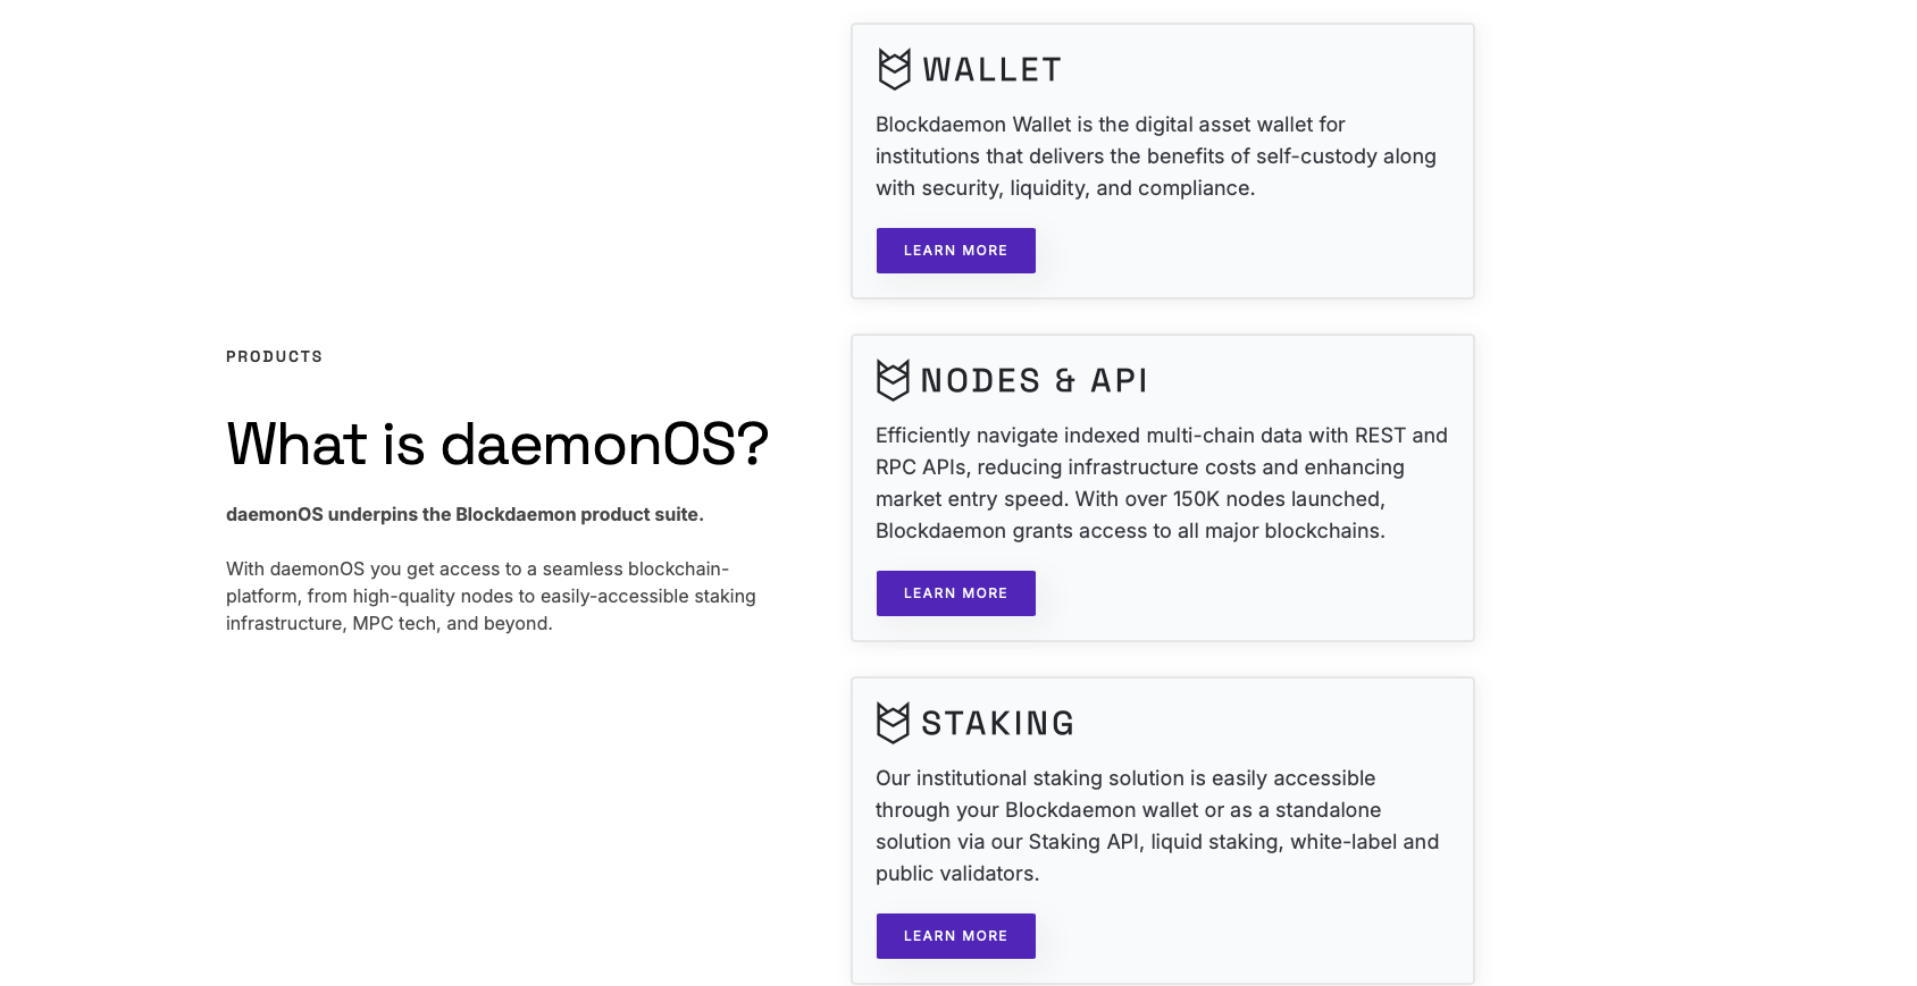 PRODUCTS
What is daemonOS?
daemonOS underpins the Blockdaemon product suite.
With daemonOS you get access to a seamless blockchain-
platform, from high-quality nodes to easily-accessible staking
infrastructure, MPC tech, and beyond.
WALLET
Blockdaemon Wallet is the digital asset wallet for
institutions that delivers the benefits of self-custody along
with security, liquidity, and compliance.
LEARN MORE
NODES & API
Efficiently navigate indexed multi-chain data with REST and
RPC APIs, reducing infrastructure costs and enhancing
market entry speed. With over 150K nodes launched,
Blockdaemon grants access to all major blockchains.
LEARN MORE
STAKING
Our institutional staking solution is easily accessible
through your Blockdaemon wallet or as a standalone
solution via our Staking API, liquid staking, white-label and
public validators.
LEARN MORE